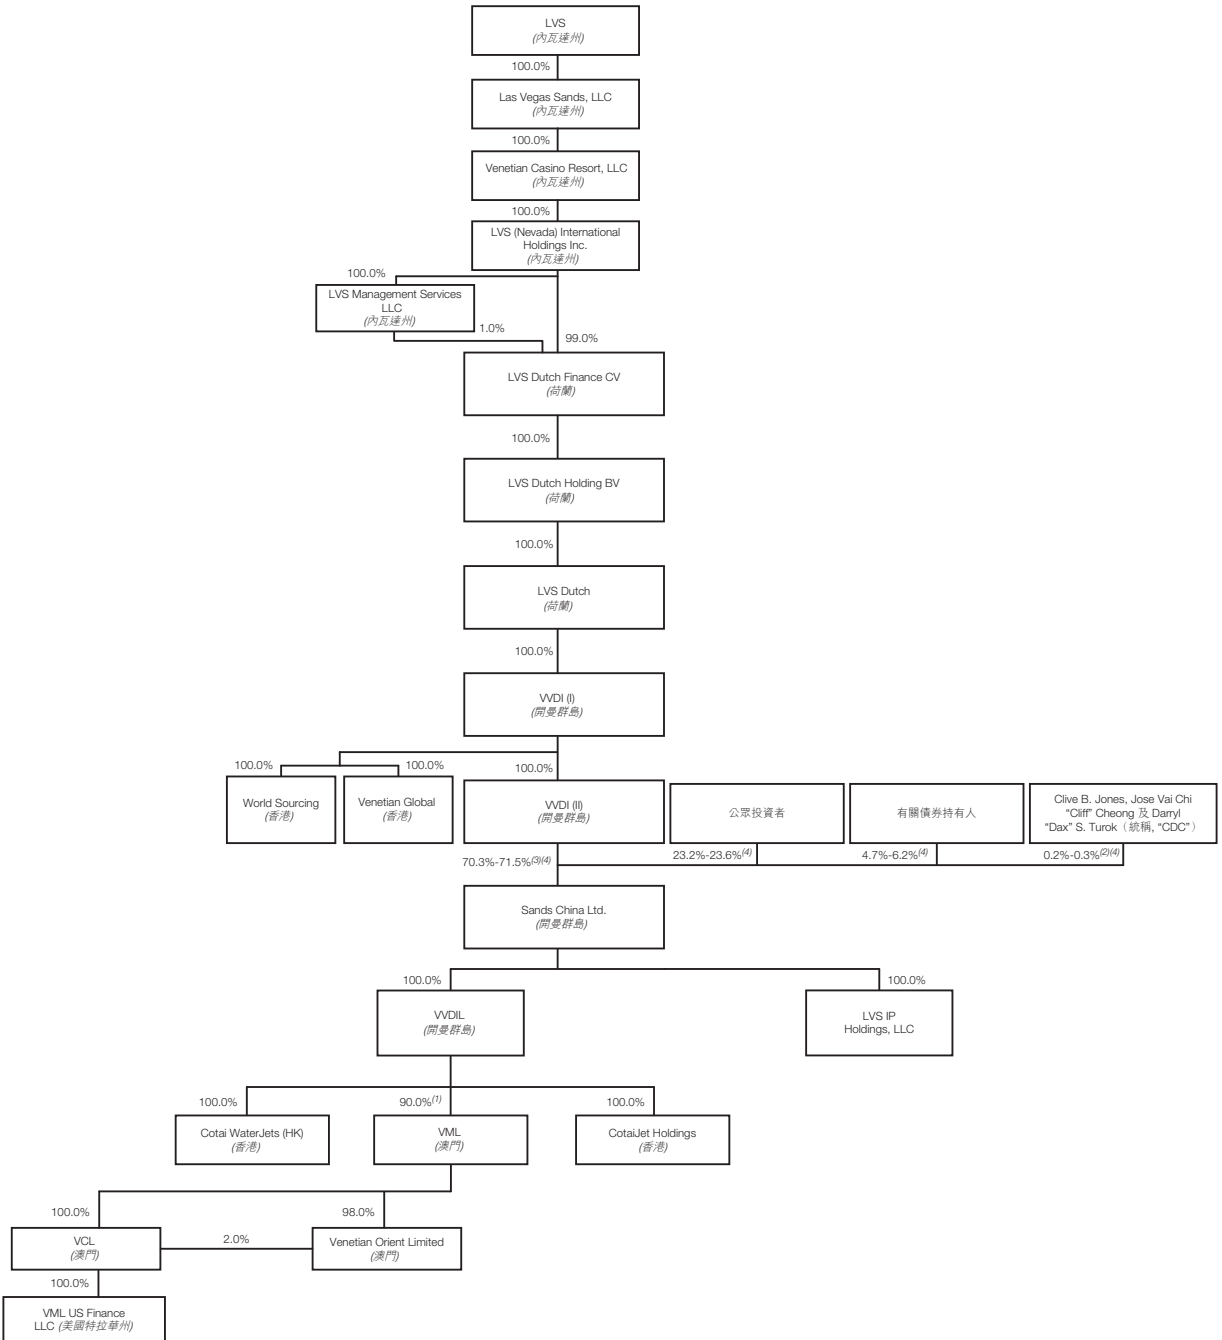 LVS
(內瓦達州)
100.0%
Las Vegas Sands, LLC
(內瓦達州)
100.0%
Venetian Casino Resort, LLC
(內瓦達州)
100.0%
LVS (Nevada) International
Holdings Inc.
(內瓦達州)
100.0%
LVS Management Services
LLC
(內瓦達州)
1.0%
99.0%
LVS Dutch Finance CV
(荷蘭)
100.0%
LVS Dutch Holding BV
(荷蘭)
100.0%
LVS Dutch
(荷蘭)
100.0%
VVDI (I)
(開曼群島)
100.0%
100.0%
100.0%
World Sourcing
(香港)
Venetian Global
(香港)
VVDI (II)
(開曼群島)
公眾投資者
有關債券持有人
Clive B. Jones, Jose Vai Chi
“Cliff” Cheong 及 Darryl
“Dax” S. Turok（統稱, “CDC”）
70.3%-71.5%(3)(4)
23.2%-23.6%(4)
4.7%-6.2%(4)
0.2%-0.3%(2)(4)
Sands China Ltd.
(開曼群島)
100.0%
100.0%
VVDIL
(開曼群島)
LVS IP
Holdings, LLC
100.0%
90.0%(1)
100.0%
Cotai WaterJets (HK)
(香港)
VML
(澳門)
CotaiJet Holdings
(香港)
100.0%
98.0%
VCL
(澳門)
2.0%
Venetian Orient Limited
(澳門)
100.0%
VML US Finance
LLC (美國特拉華州)